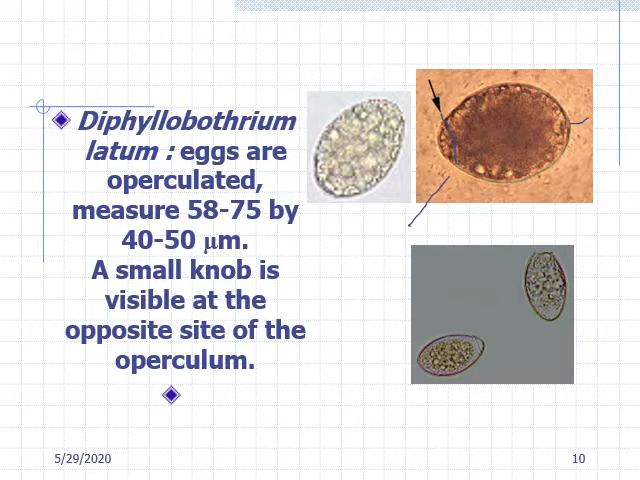 Diphyllobothrium
latum : eggs are
operculated,
measure 58-75 by
40-50 μm.
A small knob is
visible at the
opposite site of the
operculum.
5/29/2020
10